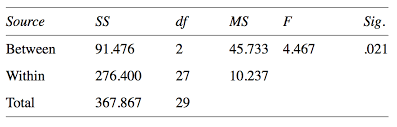 Source SS df MS F Sig.
Between 91.476 2 45.733 4.467 .021
Within 276.400 27 10.237
Total 367.867 29